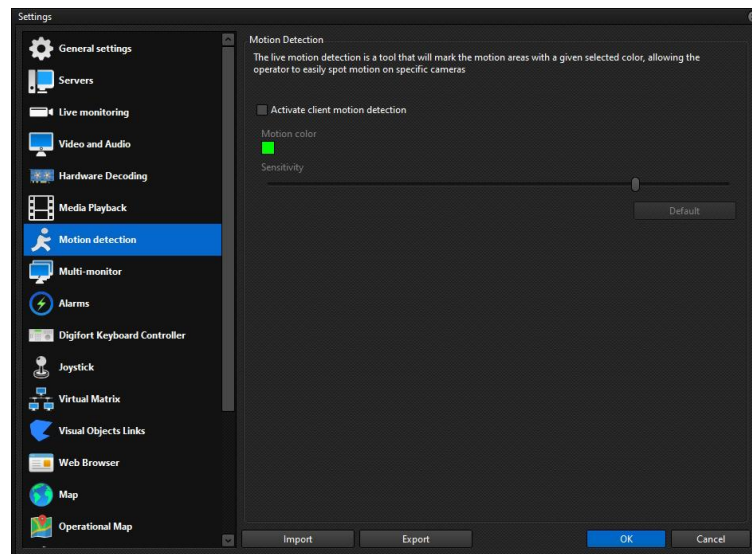 Settings
General settings
Servers
Live monitoring
Video and Audio
Hardware Decoding
Media Playback
Motion detection
Multi-monitor
Alarms
Digifort Keyboard Controller
Joystick
Virtual Matrix
Visual Objects Links
Web Browser
Map
Operational Map
Motion Detection
The live motion detection is a tool that will mark the motion areas with a given selected color, allowing the
operator to easily spot motion on specific cameras
Activate client motion detection
Motion color
Sensitivity
Default
Import
Export
OK
Cancel